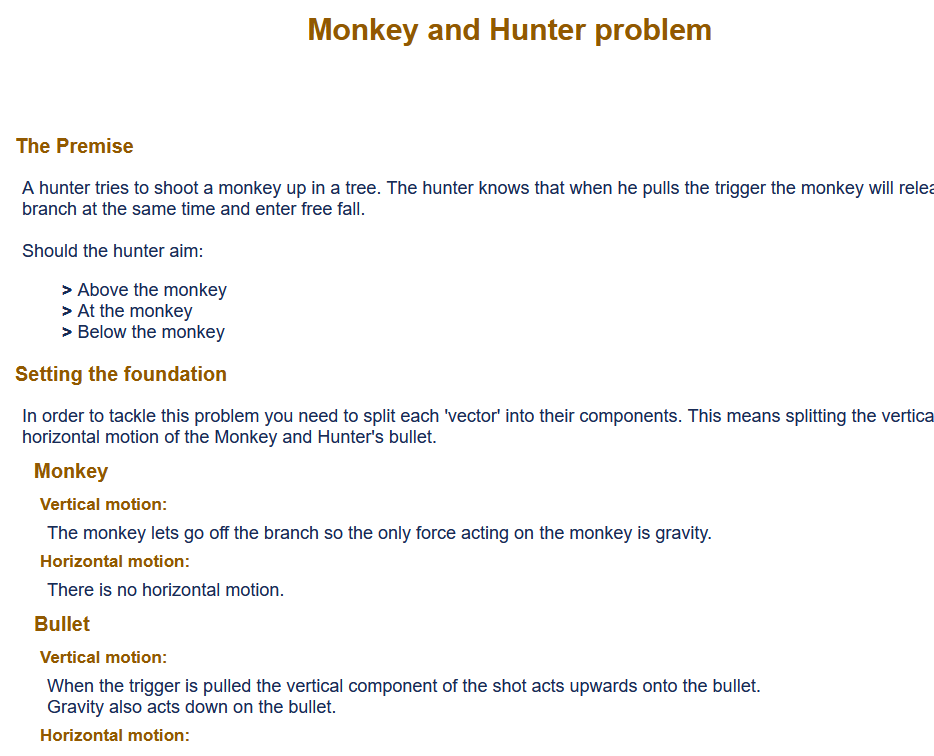 Monkey and Hunter problem
The Premise
A hunter tries to shoot a monkey up in a tree. The hunter knows that when he pulls the trigger the monkey will relea
branch at the same time and enter free fall.
Should the hunter aim:
> Above the monkey
> At the monkey
> Below the monkey
Setting the foundation
In order to tackle this problem you need to split each 'vector' into their components. This means splitting the vertica
horizontal motion of the Monkey and Hunter's bullet.
Monkey
Vertical motion:
The monkey lets go off the branch so the only force acting on the monkey is gravity.
Horizontal motion:
There is no horizontal motion.
Bullet
Vertical motion:
When the trigger is pulled the vertical component of the shot acts upwards onto the bullet.
Gravity also acts down on the bullet.
Horizontal motion: